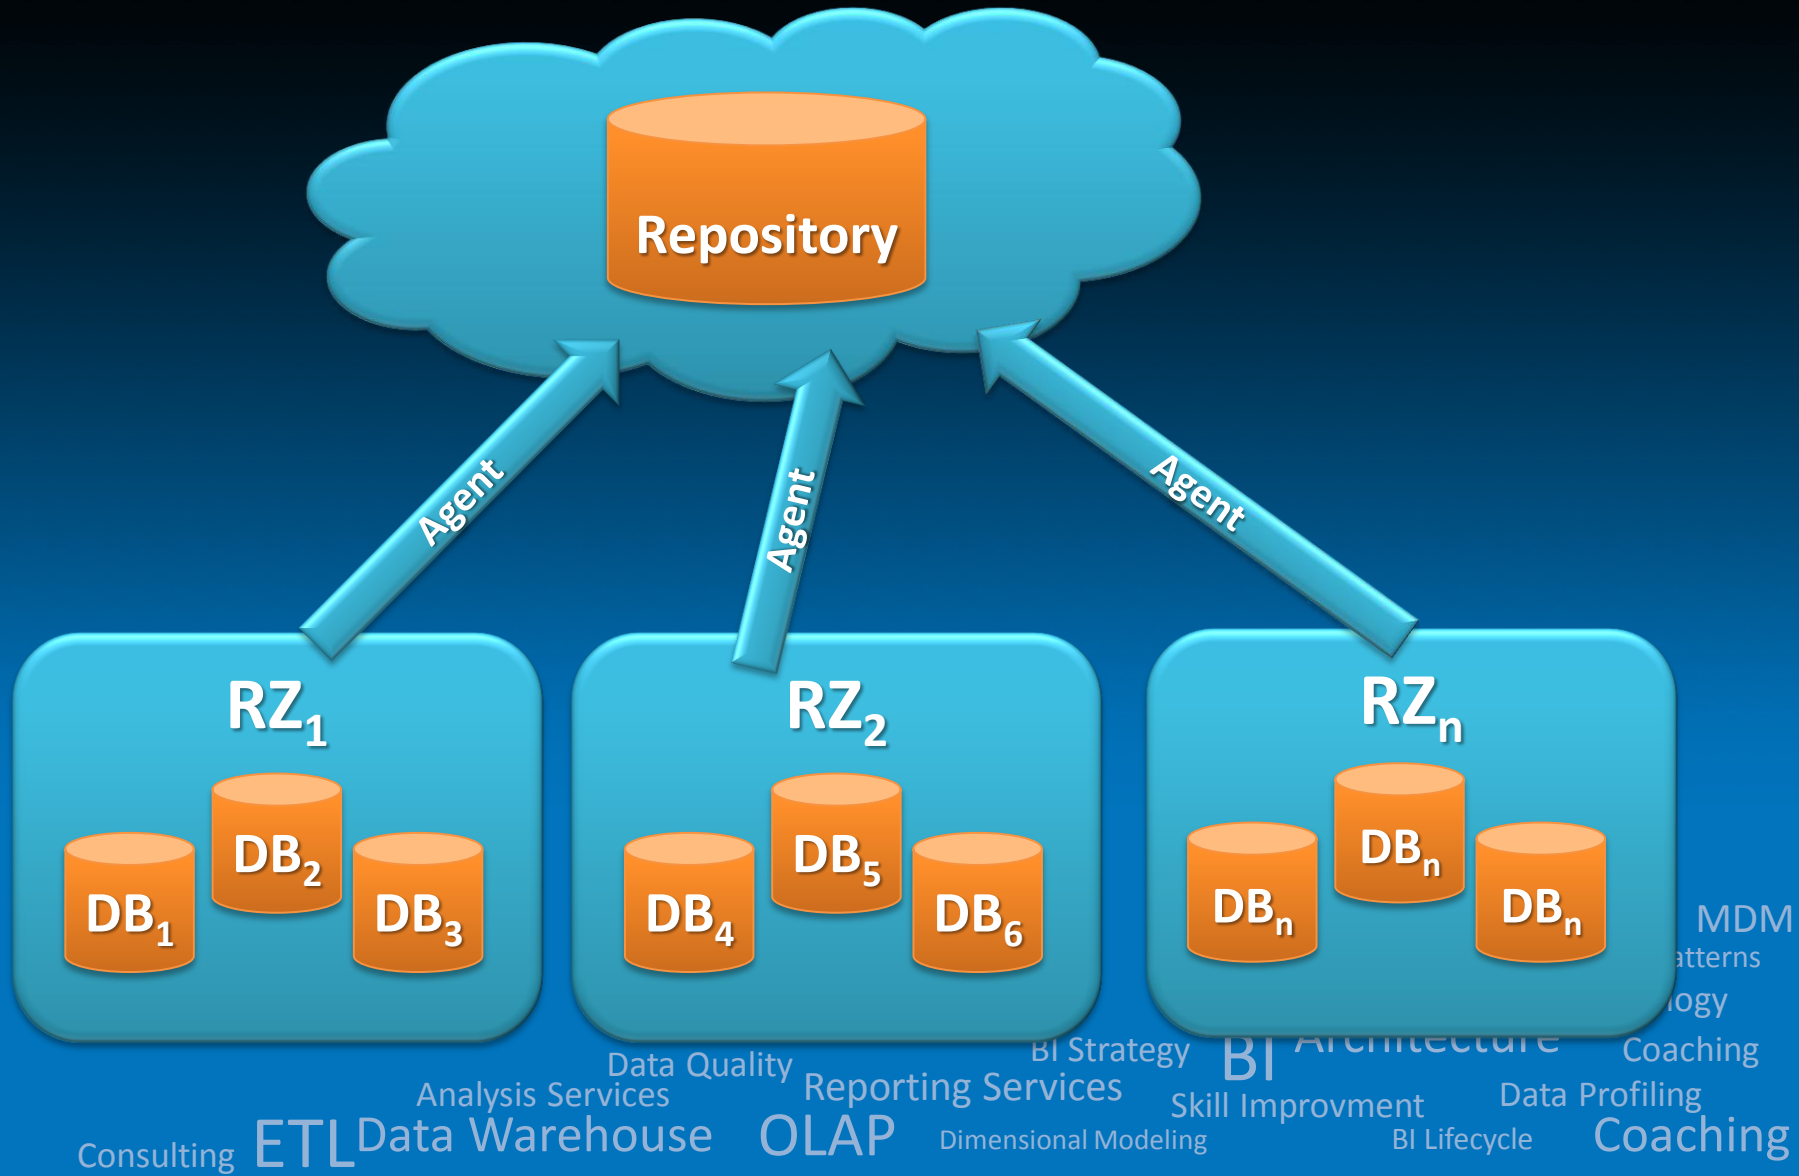 Repository
Agent
Agent
Agent
RZ1
RZ2
RZn
DB1
DB2
DB3
DB4
DB5
DB6
DBn
DBn
DBn
MDM
Data Quality
BI Strategy
BI
Architecture
Coaching
Analysis Services
Reporting Services
Skill Improvment
Data Profiling
Consulting
ETL
Data Warehouse
OLAP
Dimensional Modeling
BI Lifecycle
Coaching